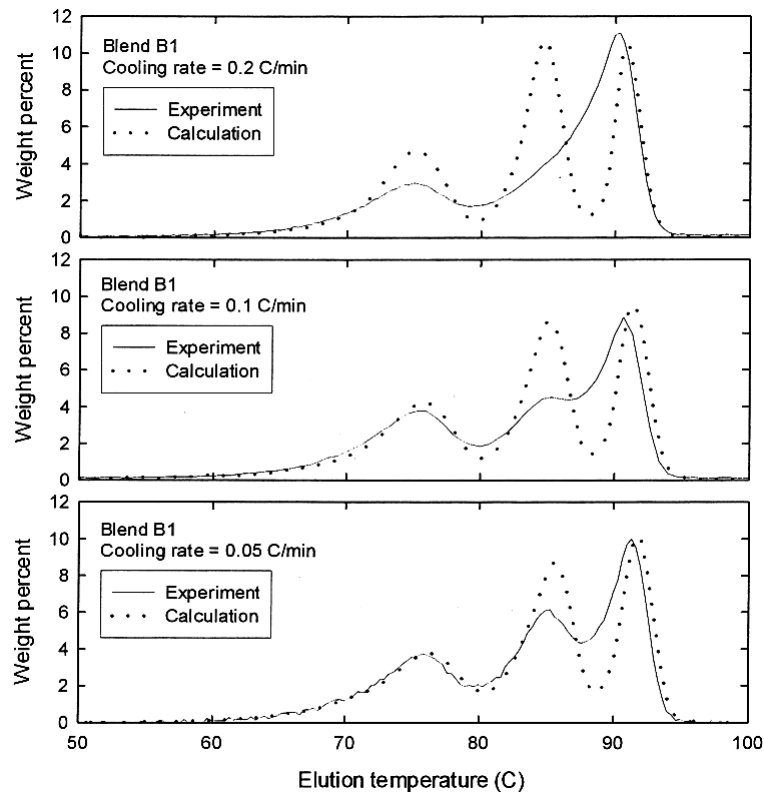 12
10
8
6
4
2
0
Weight percent
Blend B1
Cooling rate = 0.2 C/min
Experiment
Calculation
12
10
8
6
4
2
0
Weight percent
Blend B1
Cooling rate = 0.1 C/min
Experiment
Calculation
12
10
8
6
4
2
0
Weight percent
Blend B1
Cooling rate = 0.05 C/min
Experiment
Calculation
50 60 70 80 90 100
Elution temperature (C)